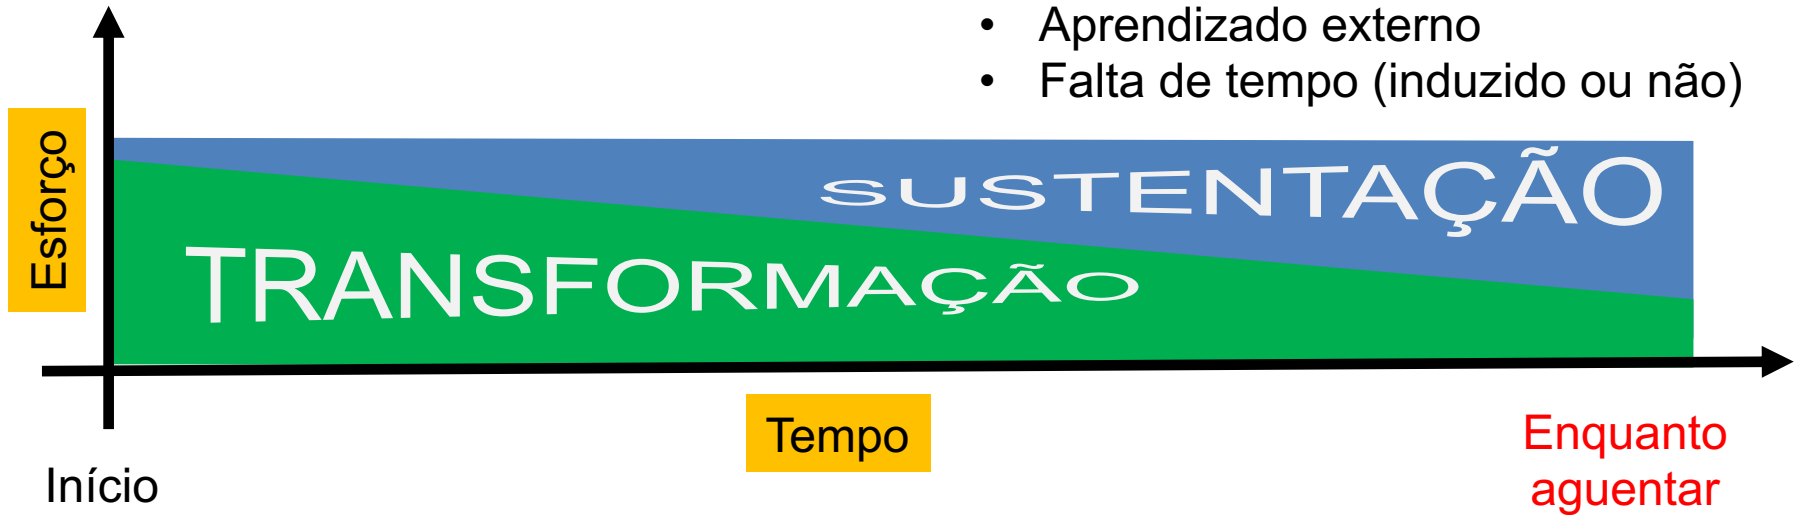 • Aprendizado externo
• Falta de tempo (induzido ou não)
Esforço
SUSTENTAÇÃO
TRANSFORMAÇÃO
Tempo
Início
Enquanto
aguentar